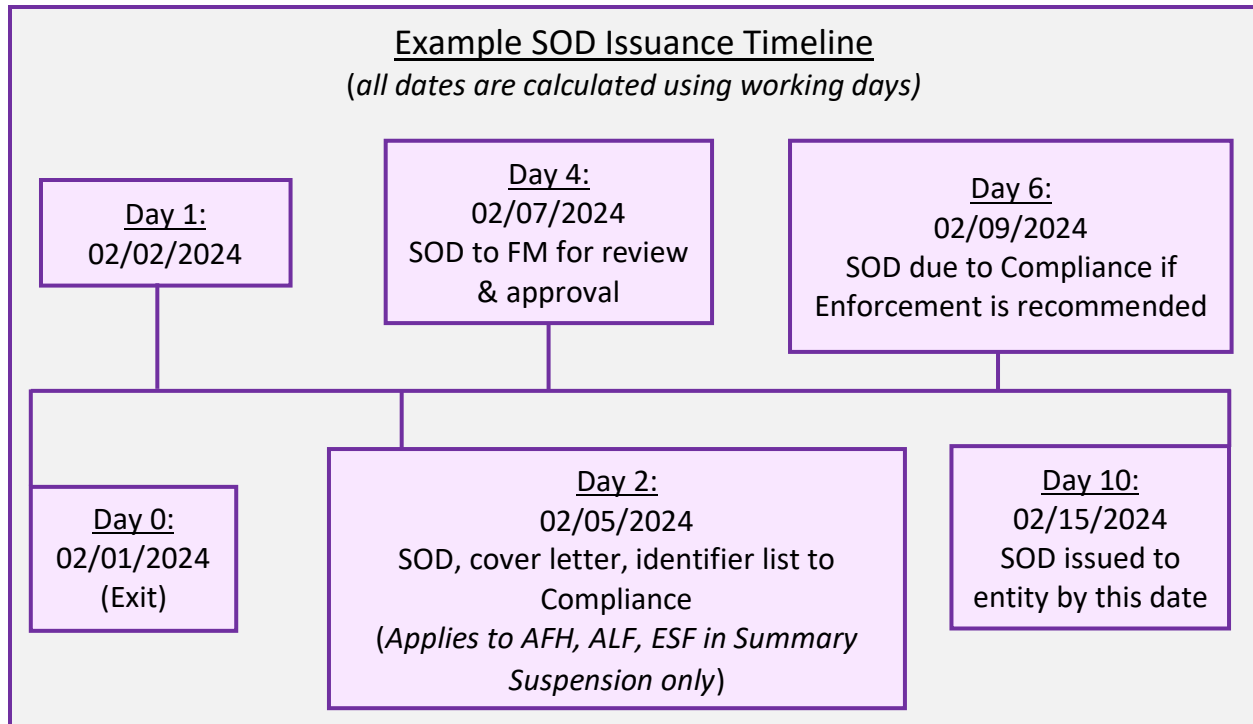 Example SOD Issuance Timeline
(all dates are calculated using working days)
Day 1:
02/02/2024
Day 4:
02/07/2024
SOD to FM for review
& approval
Day 6:
02/09/2024
SOD due to Compliance if
Enforcement is recommended
Day 0:
02/01/2024
(Exit)
Day 2:
02/05/2024
SOD, cover letter, identifier list to
Compliance
(Applies to AFH, ALF, ESF in Summary
Suspension only)
Day 10:
02/15/2024
SOD issued to
entity by this date